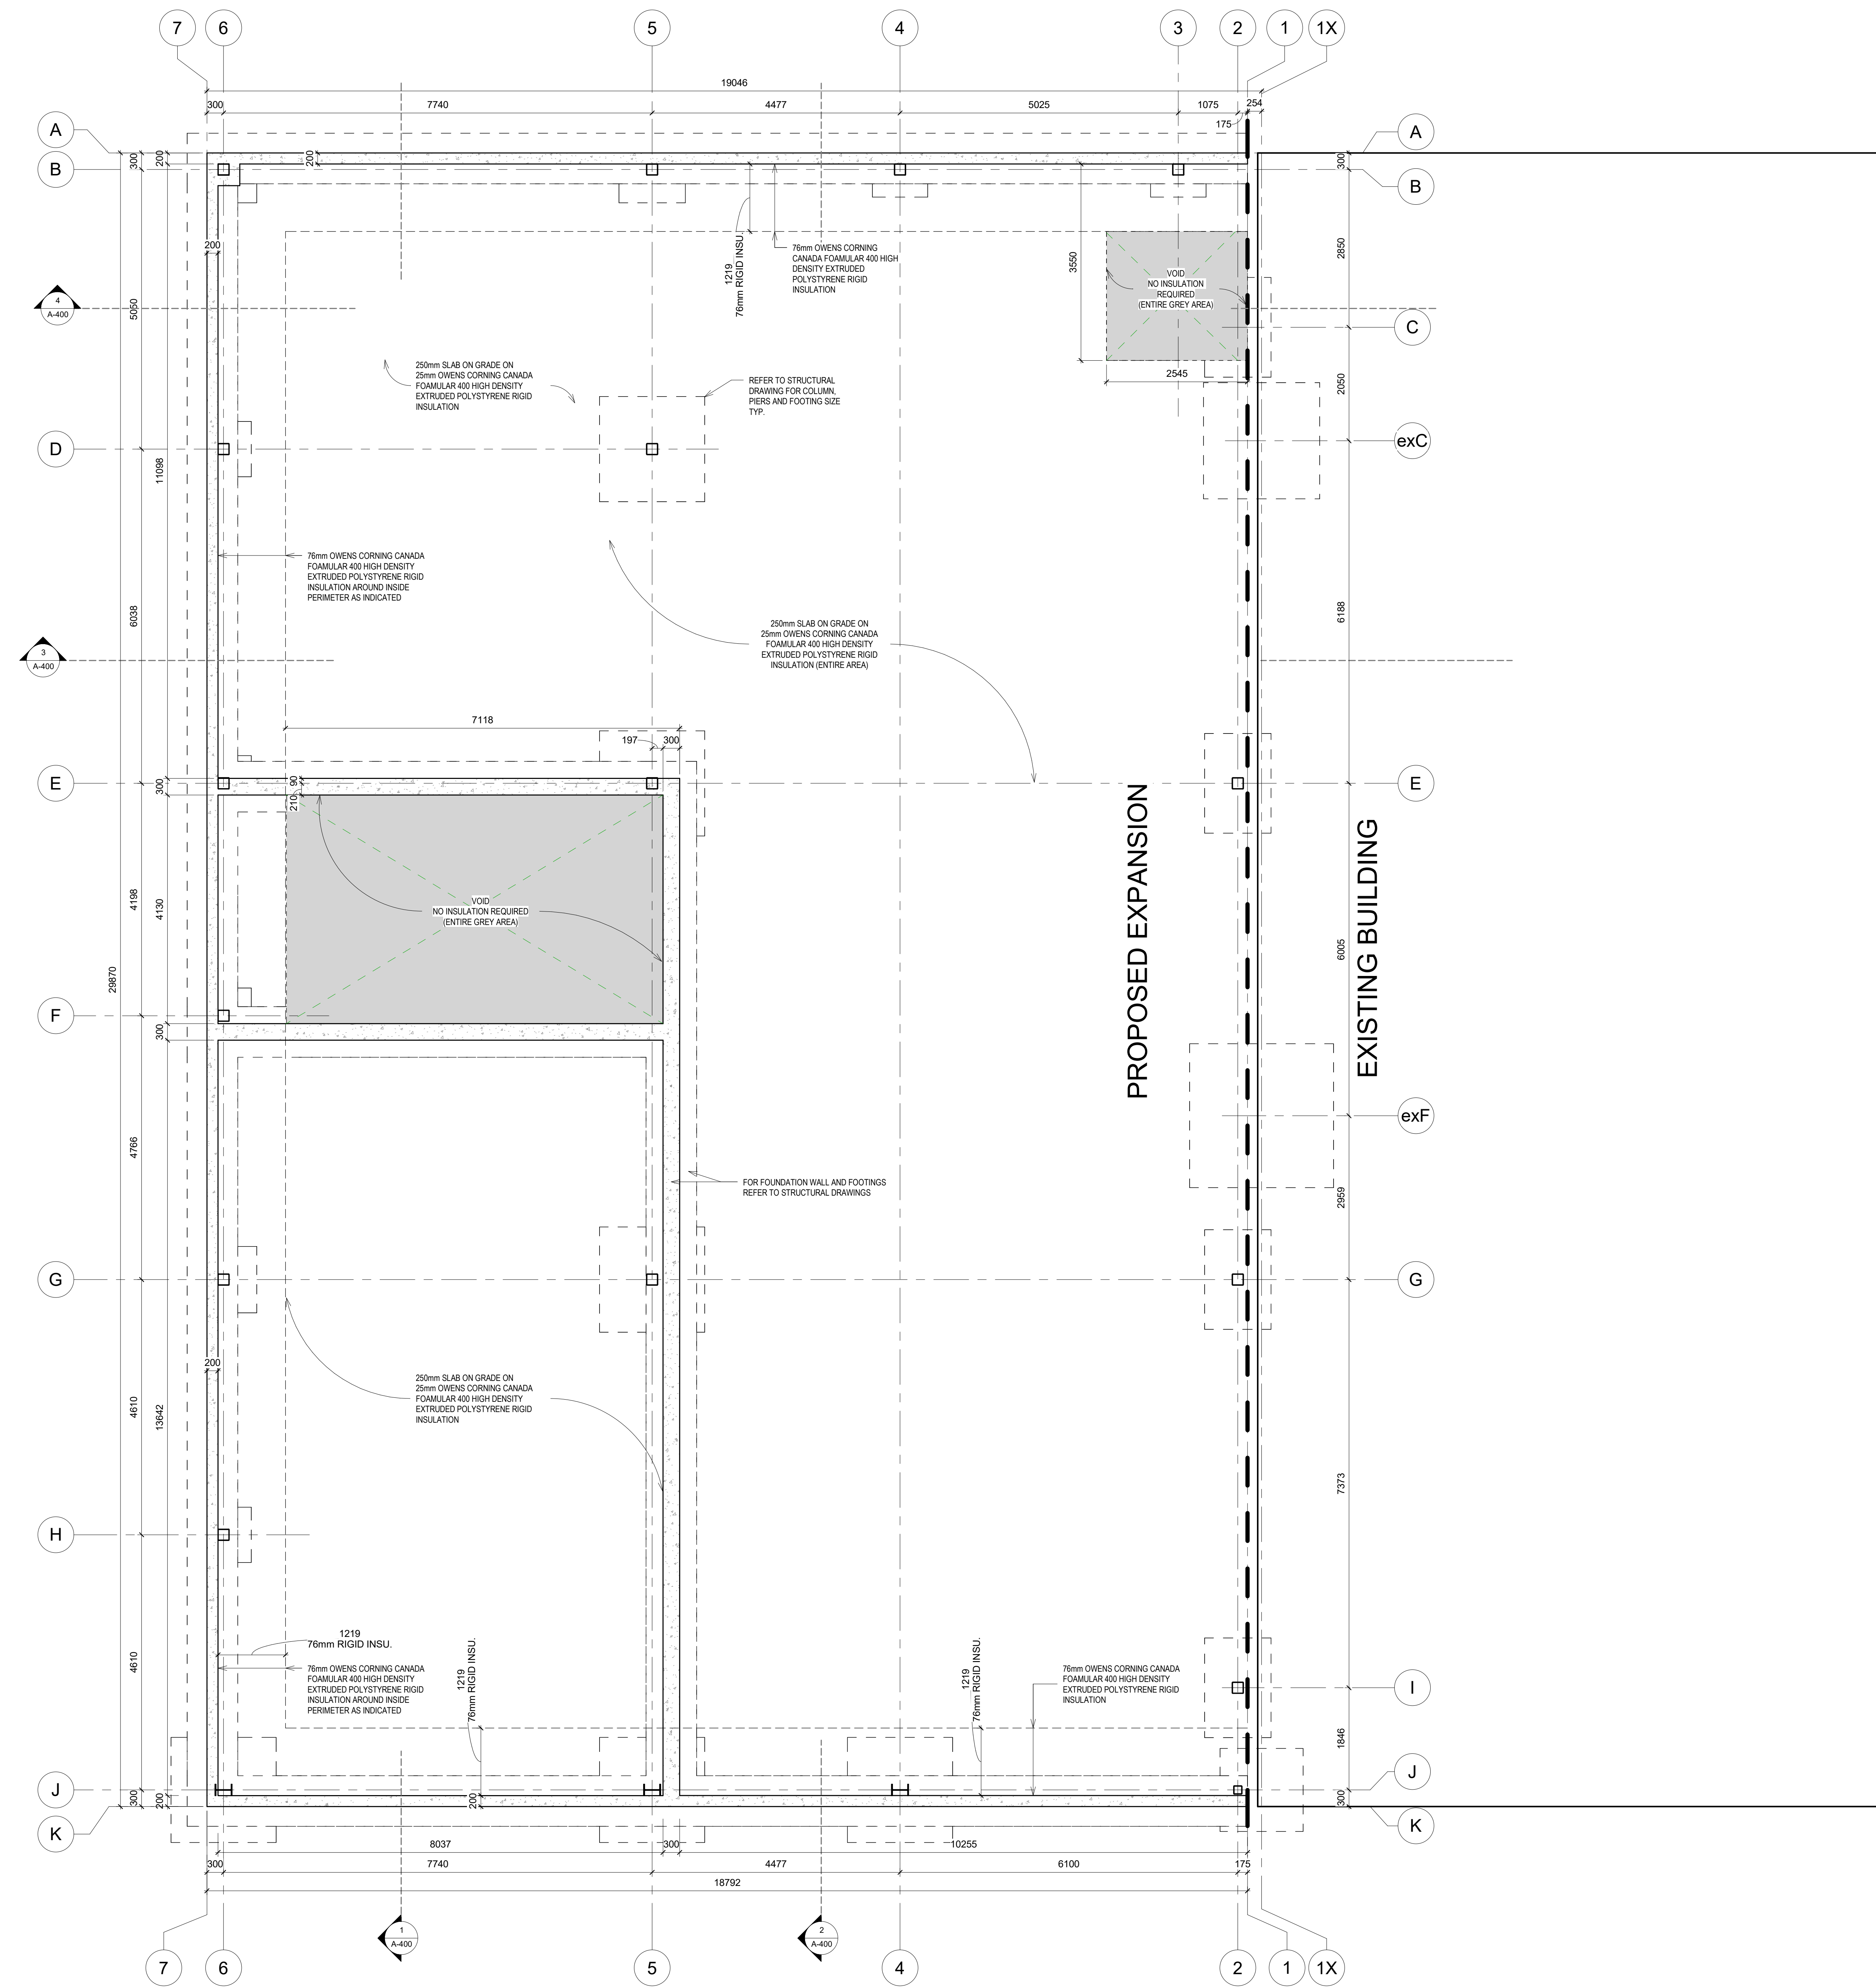 7
6
5
4
3
2
1
1X
19046
300
7740
4477
5025
1075
254
175
A
B
D
E
F
G
H
J
K
A
B
C
exC
E
exF
G
I
J
K
300
200
200
200
5060
11098
6038
300
90
210
4198
4130
29870
300
4766
200
4610
13642
4610
300
200
300
2850
2050
6188
6005
2959
7373
1846
300
4
A-400
3
A-400
1219
76mm RIGID INSU.
76mm OWENS CORNING
CANADA FOAMULAR 400 HIGH
DENSITY EXTRUDED
POLYSTYRENE RIGID
INSULATION
3550
VOID
NO INSULATION
REQUIRED
(ENTIRE GREY AREA)
2545
250mm SLAB ON GRADE ON
25mm OWENS CORNING CANADA
FOAMULAR 400 HIGH DENSITY
EXTRUDED POLYSTYRENE RIGID
INSULATION
REFER TO STRUCTURAL
DRAWING FOR COLUMN,
PIERS AND FOOTING SIZE
TYP.
76mm OWENS CORNING CANADA
FOAMULAR 400 HIGH DENSITY
EXTRUDED POLYSTYRENE RIGID
INSULATION AROUND INSIDE
PERIMETER AS INDICATED
250mm SLAB ON GRADE ON
25mm OWENS CORNING CANADA
FOAMULAR 400 HIGH DENSITY
EXTRUDED POLYSTYRENE RIGID
INSULATION (ENTIRE AREA)
7118
197
300
VOID
NO INSULATION REQUIRED
(ENTIRE GREY AREA)
PROPOSED EXPANSION
EXISTING BUILDING
FOR FOUNDATION WALL AND FOOTINGS
REFER TO STRUCTURAL DRAWINGS
250mm SLAB ON GRADE ON
25mm OWENS CORNING CANADA
FOAMULAR 400 HIGH DENSITY
EXTRUDED POLYSTYRENE RIGID
INSULATION
1219
76mm RIGID INSU.
76mm OWENS CORNING CANADA
FOAMULAR 400 HIGH DENSITY
EXTRUDED POLYSTYRENE RIGID
INSULATION AROUND INSIDE
PERIMETER AS INDICATED
1219
76mm RIGID INSU.
1219
76mm RIGID INSU.
76mm OWENS CORNING CANADA
FOAMULAR 400 HIGH DENSITY
EXTRUDED POLYSTYRENE RIGID
INSULATION
200
8037
300
10255
300
7740
4477
6100
175
18792
1
A-400
2
A-400
7
6
5
4
2
1
1X